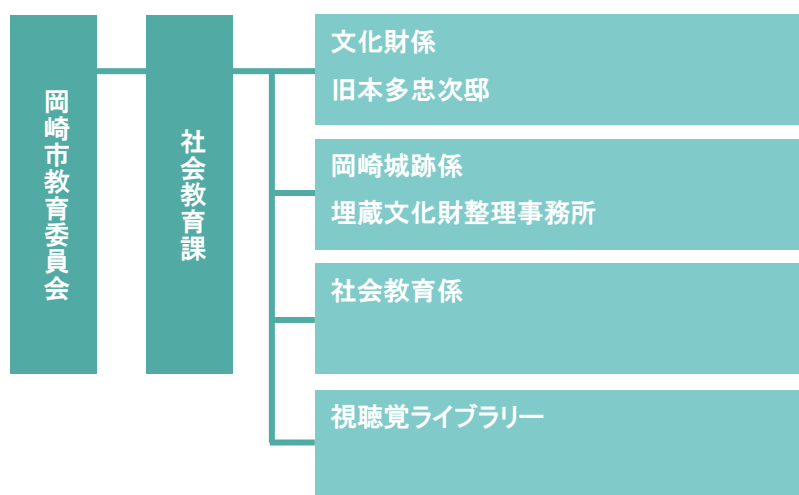 岡崎市教育委員会
社会教育課
文化財係
旧本多忠次邸
岡崎城跡係
埋蔵文化財整理事務所
社会教育係
視聴覚ライブラリー